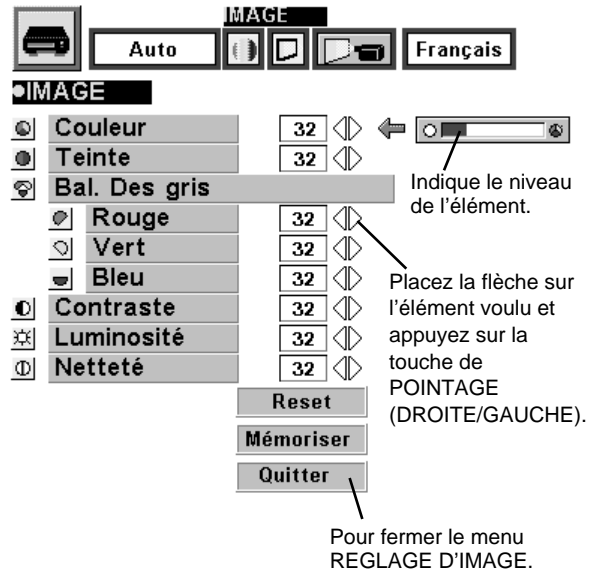 IMAGE
Auto
Français
●IMAGE
Couleur 32
Teinte 32
Bal. Des gris
Indique le niveau
de l'élément.
Rouge 32
Vert 32
Bleu 32
Contraste 32
Luminosité 32
Netteté 32
Placez la flèche sur
l'élément voulu et
appuyez sur la
touche de
POINTAGE
(DROITE/GAUCHE).
Reset
Mémoriser
Quitter
Pour fermer le menu
REGLAGE D'IMAGE.